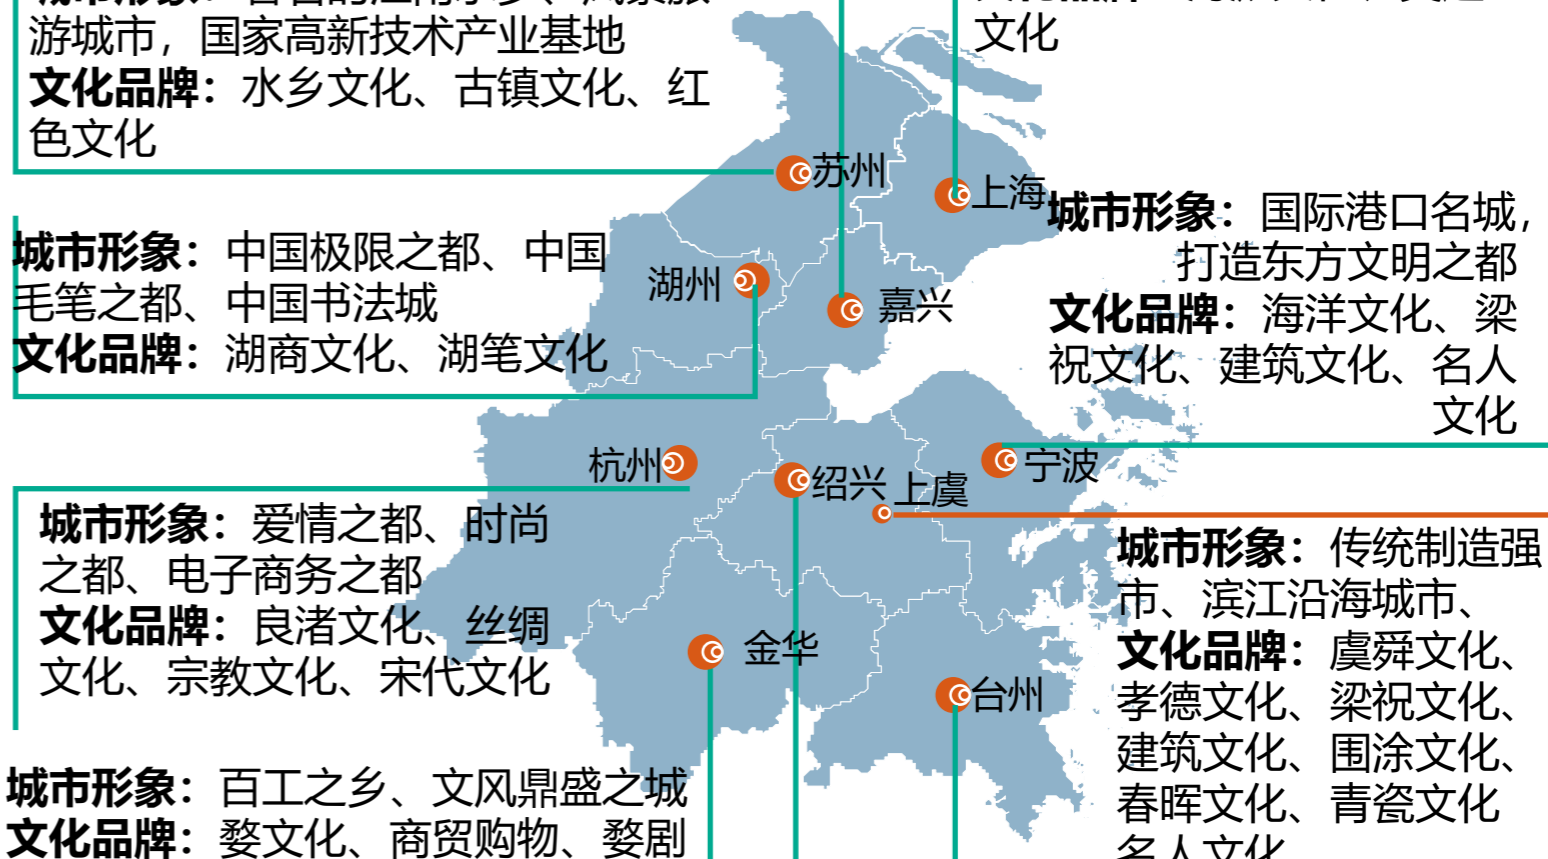 游城市，国家高新技术产业基地
文化品牌：水乡文化、古镇文化、红
色文化
文化
苏州
上海
城市形象：国际港口名城，
打造东方文明之都
文化品牌：海洋文化、梁
祝文化、建筑文化、名人
文化
城市形象：中国极限之都、中国
毛笔之都、中国书法城
文化品牌：湖商文化、湖笔文化
湖州
嘉兴
杭州
绍兴
上虞
宁波
城市形象：爱情之都、时尚
之都、电子商务之都
文化品牌：良渚文化、丝绸
文化、宗教文化、宋代文化
城市形象：传统制造强
市、滨江沿海城市、
文化品牌：虞舜文化、
孝德文化、梁祝文化、
建筑文化、围涂文化、
春晖文化、青瓷文化
名人文化
金华
台州
城市形象：百工之乡、文风鼎盛之城
文化品牌：婺文化、商贸购物、婺剧